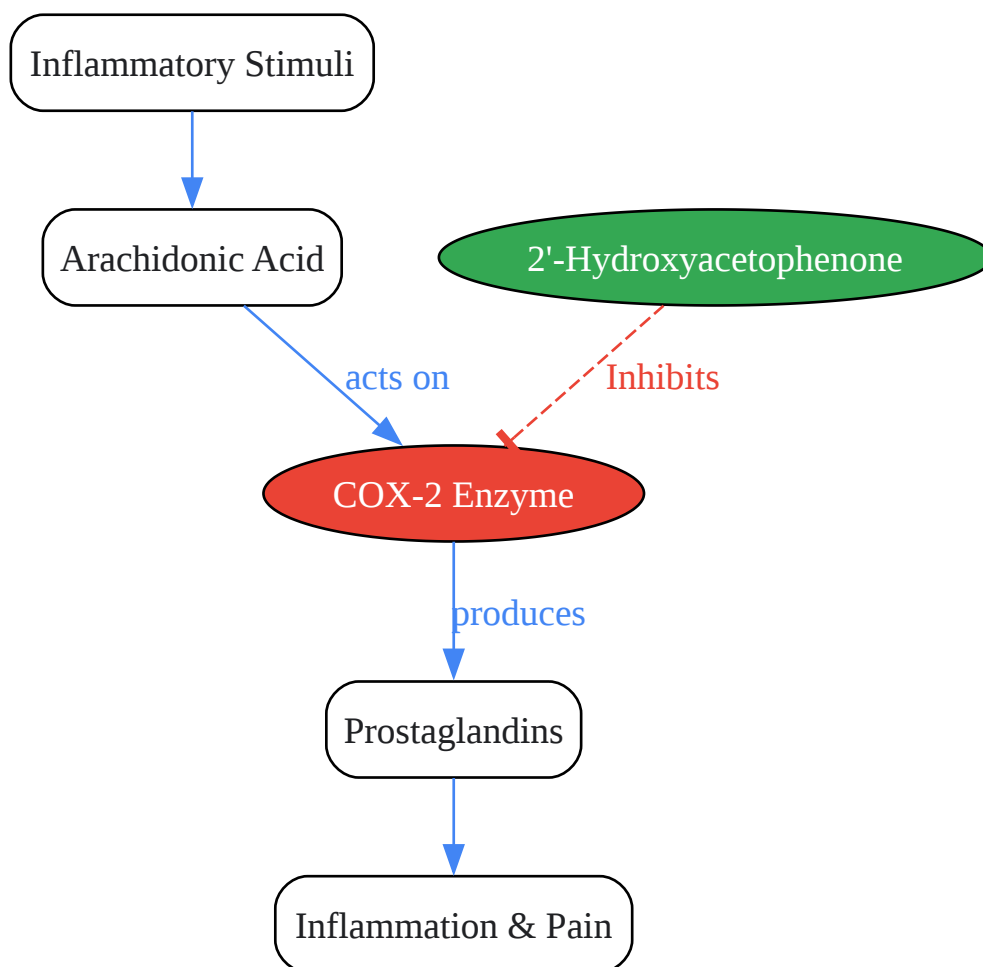 Inflammatory Stimuli
Arachidonic Acid
2'-Hydroxyacetophenone
acts on
Inhibits
COX-2 Enzyme
produces
Prostaglandins
Inflammation & Pain